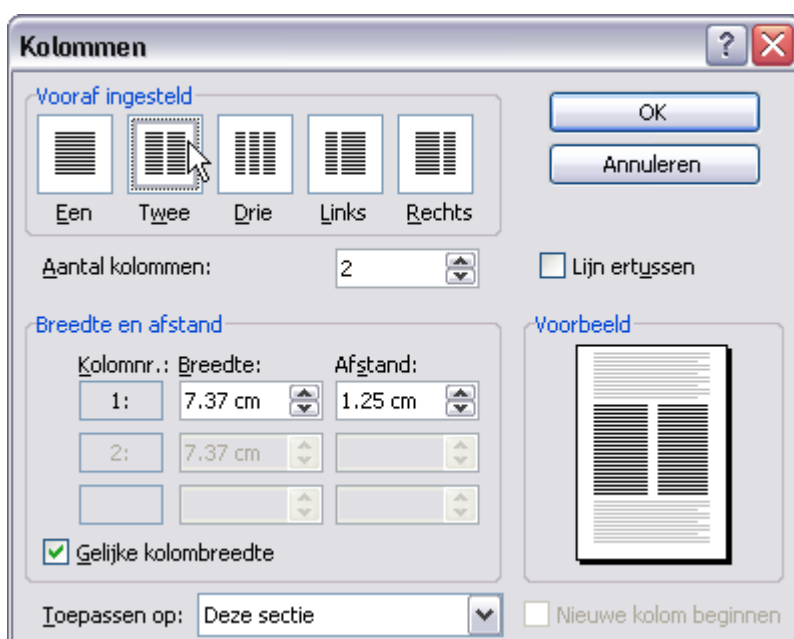 Kolommen
Vooraf ingesteld
OK
Annuleren
Een Twee Drie Links Rechts
Aantal kolommen: 2
Lijn ertussen
Breedte en afstand
Voorbeeld
Kolomnr.: Breedte: Afstand:
1: 7.37 cm 1.25 cm
2: 7.37 cm
Gelijke kolombreedte
Toepassen op: Deze sectie
Nieuwe kolom beginnen